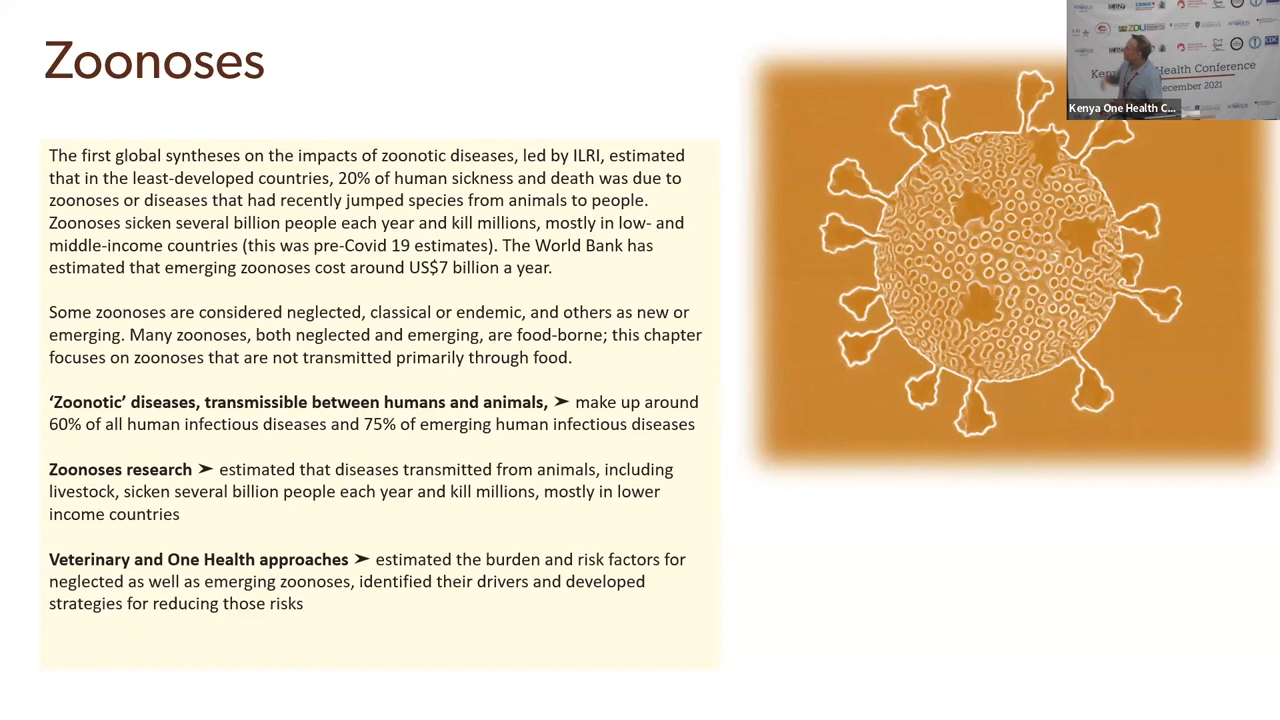 Zoonoses
The first global syntheses on the impacts of zoonotic diseases, led by ILRI, estimated
that in the least-developed countries, 20% of human sickness and death was due to
zoonoses or diseases that had recently jumped species from animals to people.
Zoonoses sicken several billion people each year and kill millions, mostly in low- and
middle-income countries (this was pre-Covid 19 estimates). The World Bank has
estimated that emerging zoonoses cost around US$7 billion a year.
Some zoonoses are considered neglected, classical or endemic, and others as new or
emerging. Many zoonoses, both neglected and emerging, are food-borne; this chapter
focuses on zoonoses that are not transmitted primarily through food.
‘Zoonotic’ diseases, transmissible between humans and animals, ➤ make up around
60% of all human infectious diseases and 75% of emerging human infectious diseases
Zoonoses research ➤ estimated that diseases transmitted from animals, including
livestock, sicken several billion people each year and kill millions, mostly in lower
income countries
Veterinary and One Health approaches ➤ estimated the burden and risk factors for
neglected as well as emerging zoonoses, identified their drivers and developed
strategies for reducing those risks
ZDU
Health Conference
ecember 2021
Kenya One Health C...